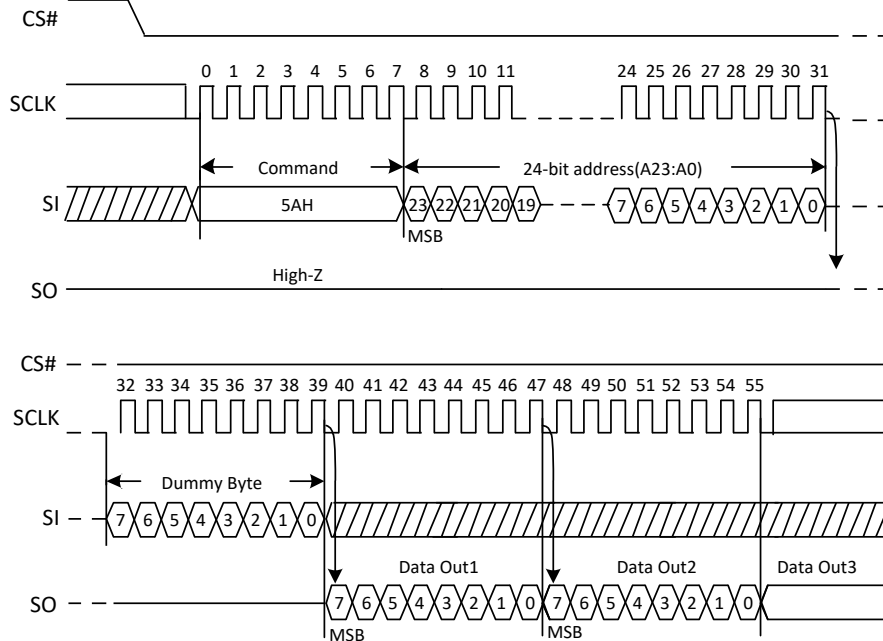 CS#
0 1 2 3 4 5 6 7 8 9 10 11 24 25 26 27 28 29 30 31
SCLK
Command 24-bit address(A23:A0)
SI 5AH 23 22 21 20 19 7 6 5 4 3 2 1 0
MSB
High-Z
SO
CS#
32 33 34 35 36 37 38 39 40 41 42 43 44 45 46 47 48 49 50 51 52 53 54 55
SCLK
Dummy Byte
SI 7 6 5 4 3 2 1 0
Data Out1 Data Out2 Data Out3
SO 7 6 5 4 3 2 1 0 7 6 5 4 3 2 1 0
MSB MSB